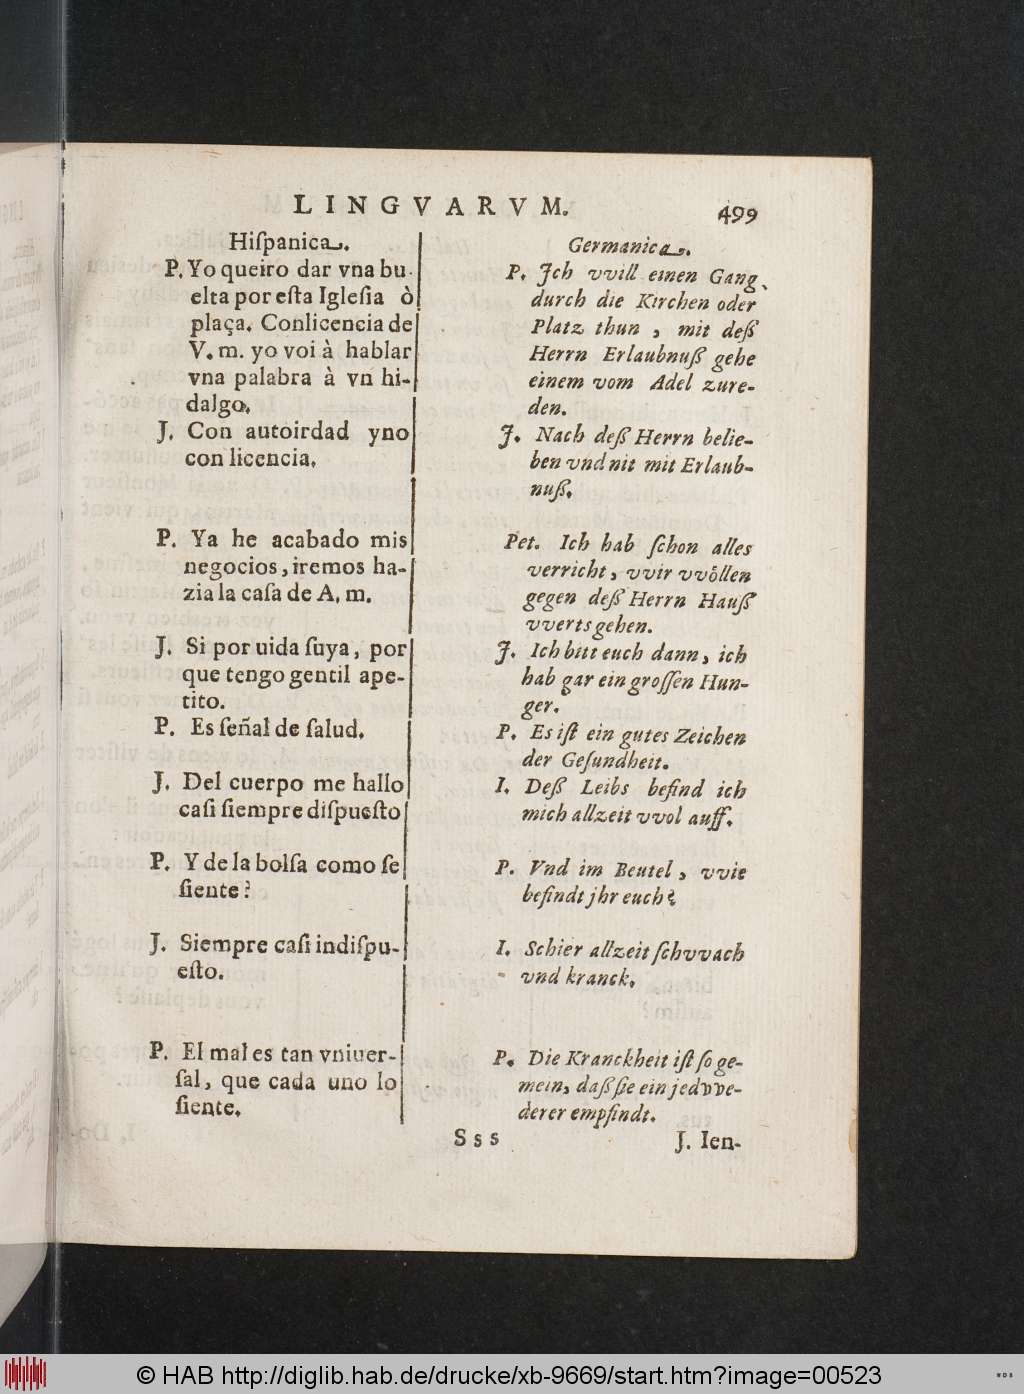 LINGVARVM.
499
Hiſpanica.
P. Yo queiro dar vna bu
elta por eſta Igleſia ò
plaça. Conlicencia de
V. m. yo voi à hablar
vna palabra à vn hi-
dalgo.
J. Con autoirdad yno
con licencia.
P. Ya he acabado mis
negocios, iremos ha-
zia la caſa de A. m.
J. Si por uida ſuya, por
que tengo gentil ape-
tito.
P. Es ſeñal de ſalud.
J. Del cuerpo me hallo
caſi ſiempre diſpueſto
P. Y de la bolſa como ſe
ſiente?
J. Siempre caſi indiſpu-
eſto.
P. El mal es tan vniuer-
ſal, que cada uno lo
ſiente.
Germanica.
P. Jch vvill einen Gang
durch die Kirchen oder
Platz thun, mit deß
Herrn Erlaubnuß gehe
einem vom Adel zure-
den.
J. Nach deß Herrn belie-
ben vnd nit mit Erlaub-
nuß.
Pet. Ich hab ſchon alles
verricht, vvir vvöllen
gegen deß Herrn Hauß
vverts gehen.
J. Ich bitt euch dann, ich
hab gar ein groſſen Hun-
ger.
P. Es iſt ein gutes Zeichen
der Geſundheit.
I. Deß Leibs befind ich
mich allzeit vvol auff.
P. Vnd im Beutel, vvie
befindt jhr euch?
I. Schier allzeit ſchvvach
vnd kranck.
P. Die Kranckheit iſt ſo ge-
mein, daß ſie ein jedvve-
derer empfindt.
Sss
J. Ien-
© HAB http://diglib.hab.de/drucke/xb-9669/start.htm?image=00523